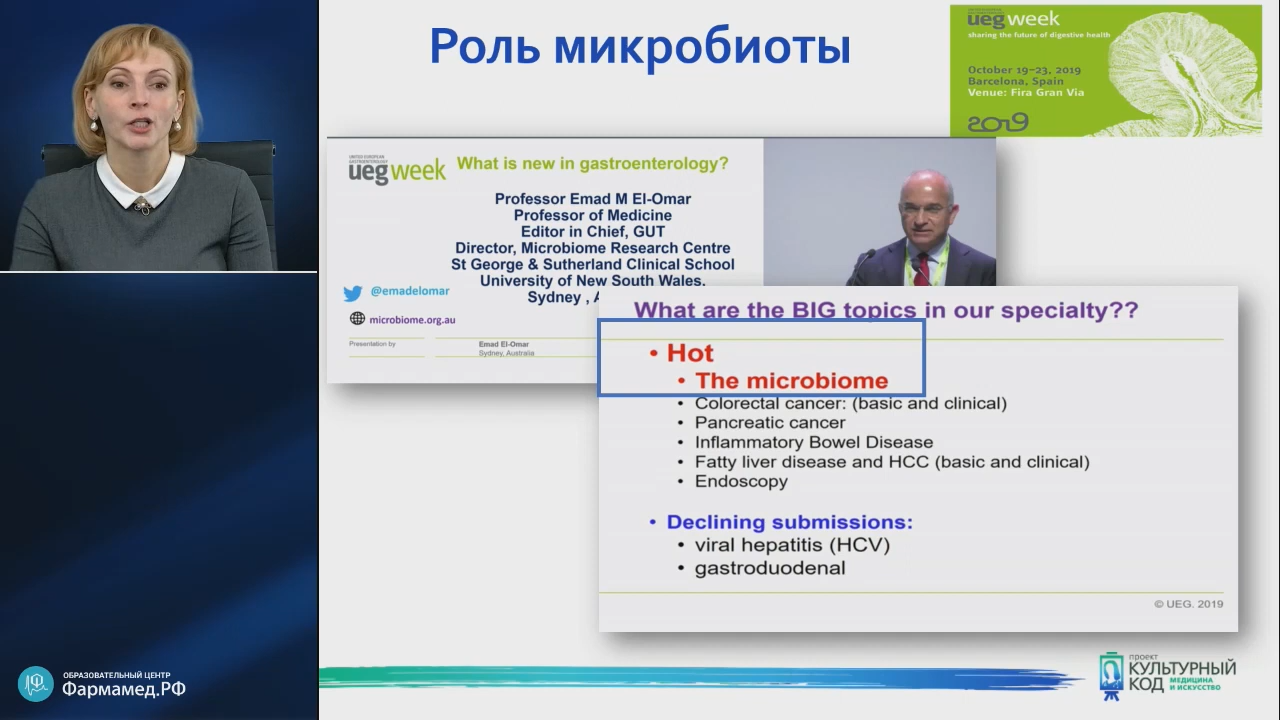 Роль микробиоты
ueg week
sharing the future of digestive health
October 19–23, 2019
Barcelona, Spain
Venue: Fira Gran Via
2019
ueg week
What is new in gastroenterology?
Professor Emad M El-Omar
Professor of Medicine
Editor in Chief, GUT
Director, Microbiome Research Centre
St George & Sutherland Clinical School
University of New South Wales,
Sydney , A
@emadelomar
microbiome.org.au
Presentation by
Emad El-Omar
Sydney, Australia
What are the BIG topics in our specialty??
• Hot
• The microbiome
• Colorectal cancer: (basic and clinical)
• Pancreatic cancer
• Inflammatory Bowel Disease
• Fatty liver disease and HCC (basic and clinical)
• Endoscopy
• Declining submissions:
• viral hepatitis (HCV)
• gastroduodenal
© UEG. 2019
ОБРАЗОВАТЕЛЬНЫЙ ЦЕНТР
Фармамед.РФ
проект
КУЛЬТУРНЫЙ
КОД
МЕДИЦИНА
И ИСКУССТВО